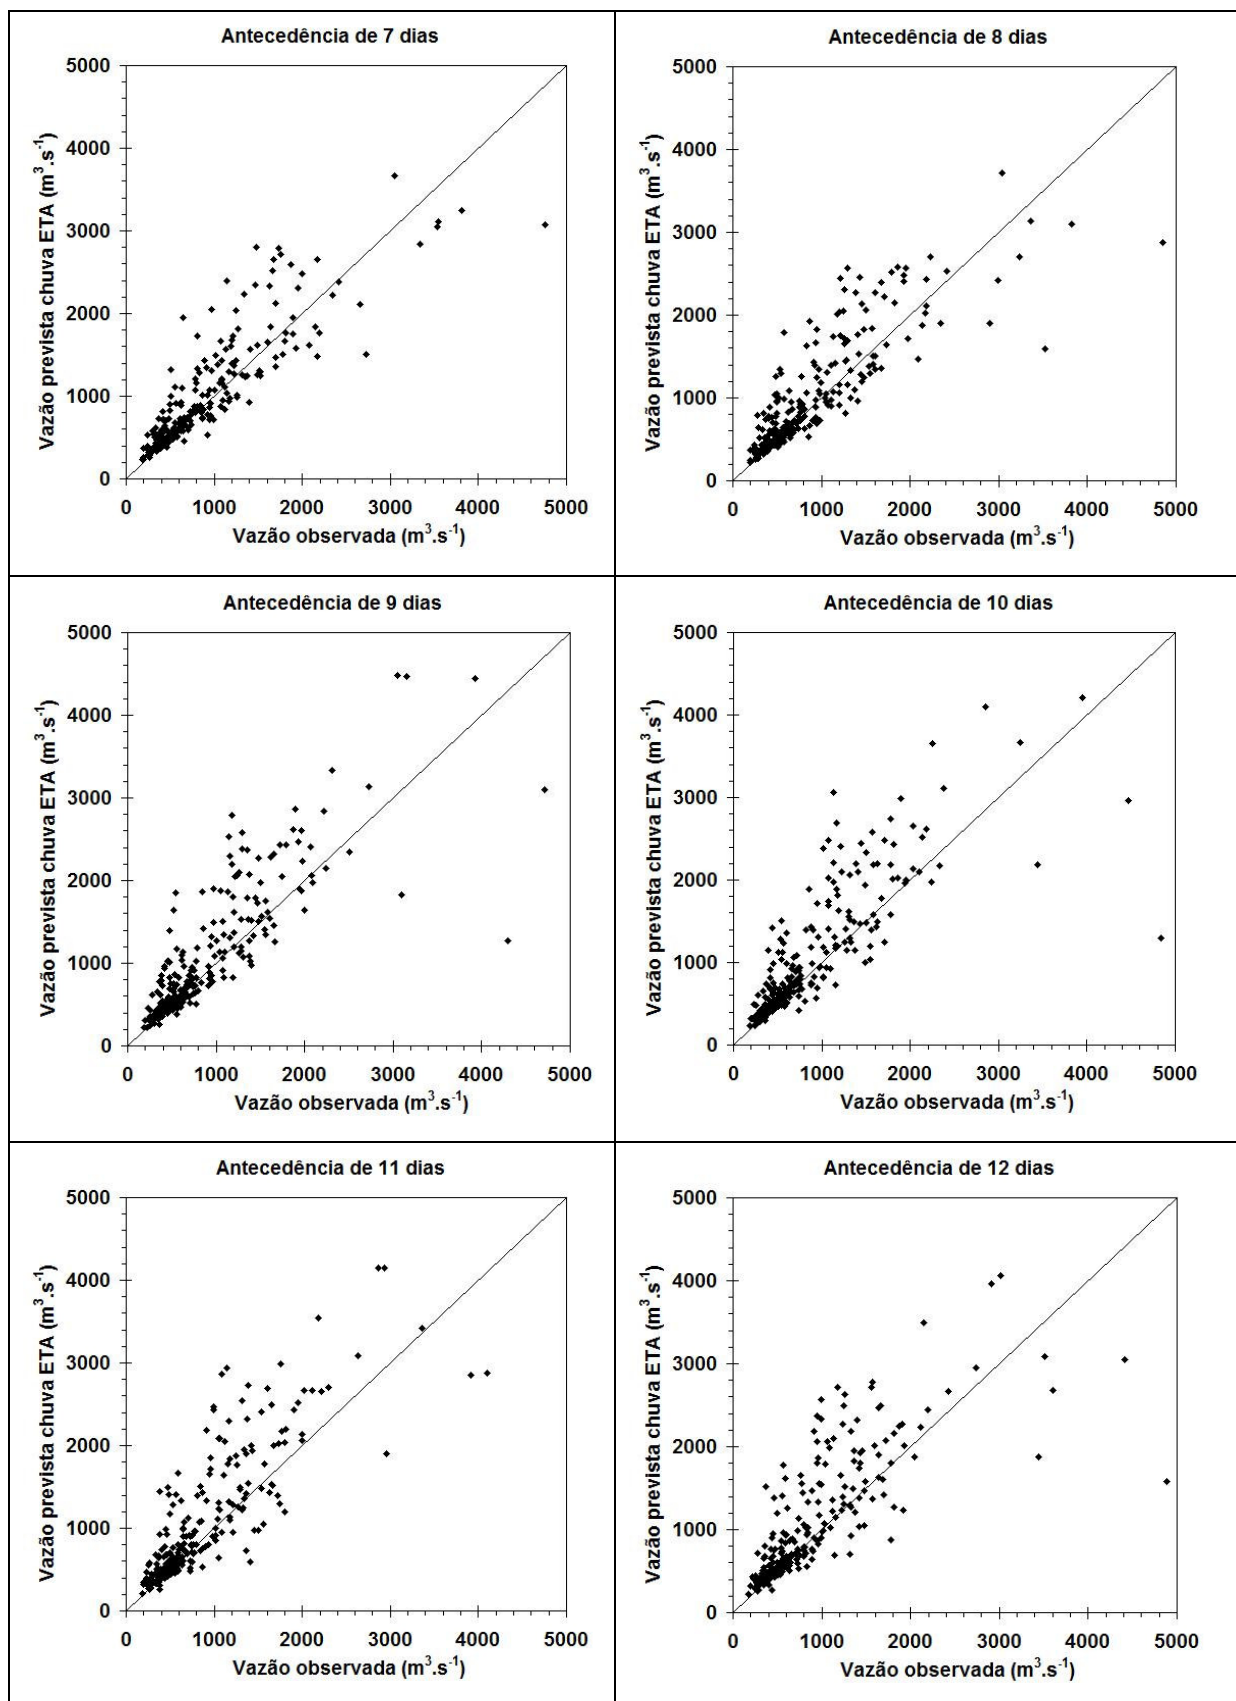 Antecedência de 7 dias
Vazão prevista chuva ETA (m³.s⁻¹)
5000
4000
3000
2000
1000
0
0 1000 2000 3000 4000 5000
Vazão observada (m³.s⁻¹)
Antecedência de 8 dias
Vazão prevista chuva ETA (m³.s⁻¹)
5000
4000
3000
2000
1000
0
0 1000 2000 3000 4000 5000
Vazão observada (m³.s⁻¹)
Antecedência de 9 dias
Vazão prevista chuva ETA (m³.s⁻¹)
5000
4000
3000
2000
1000
0
0 1000 2000 3000 4000 5000
Vazão observada (m³.s⁻¹)
Antecedência de 10 dias
Vazão prevista chuva ETA (m³.s⁻¹)
5000
4000
3000
2000
1000
0
0 1000 2000 3000 4000 5000
Vazão observada (m³.s⁻¹)
Antecedência de 11 dias
Vazão prevista chuva ETA (m³.s⁻¹)
5000
4000
3000
2000
1000
0
0 1000 2000 3000 4000 5000
Vazão observada (m³.s⁻¹)
Antecedência de 12 dias
Vazão prevista chuva ETA (m³.s⁻¹)
5000
4000
3000
2000
1000
0
0 1000 2000 3000 4000 5000
Vazão observada (m³.s⁻¹)